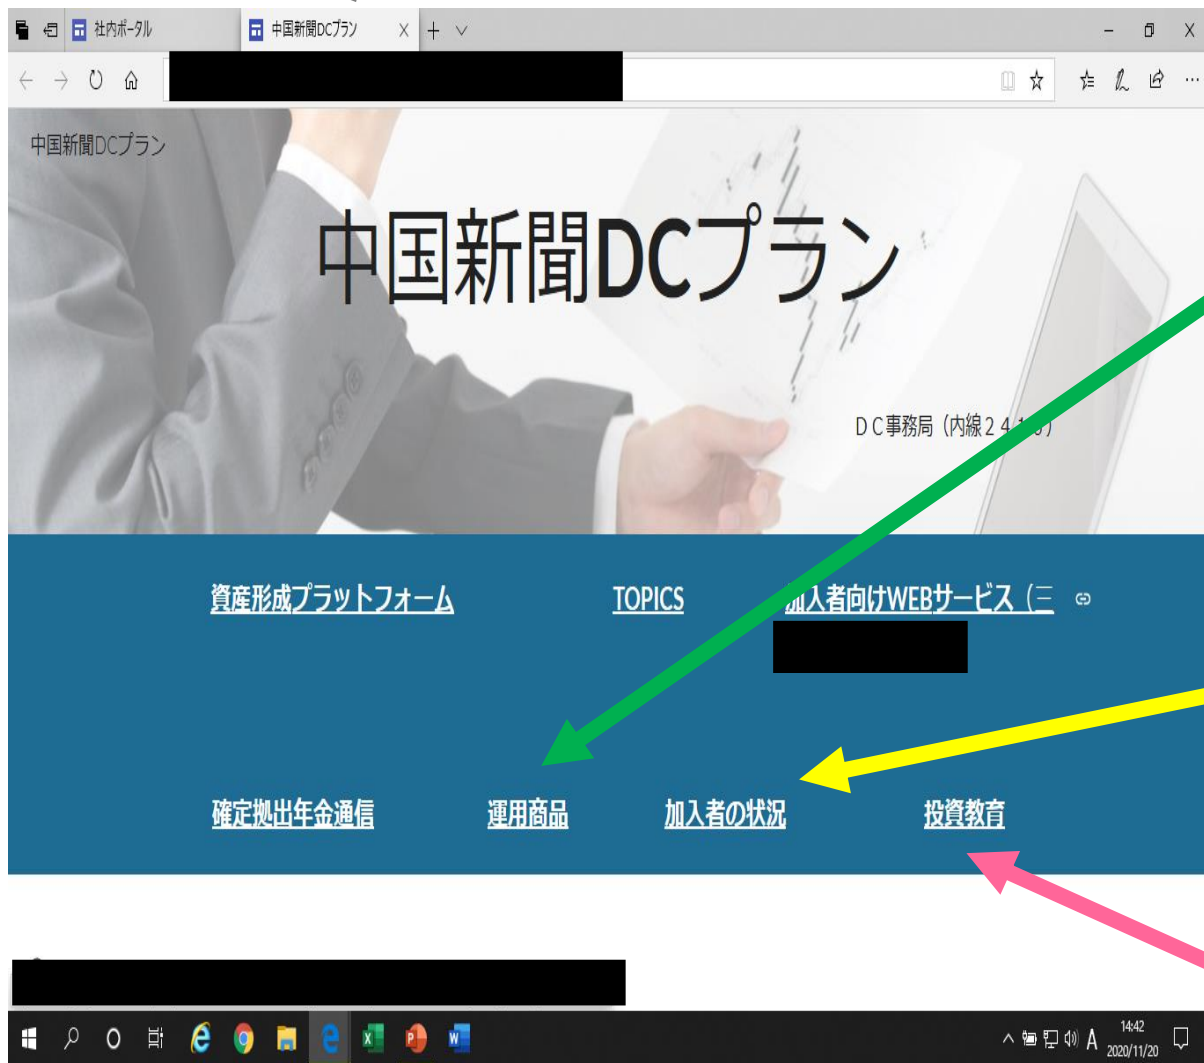 社内ポータル
中国新聞DCプラン
中国新聞DCプラン
中国新聞DCプラン
DC事務局（内線24
資産形成プラットフォーム
TOPICS
加入者向けWEBサービス（三
確定拠出年金通信
運用商品
加入者の状況
投資教育
A
14:42
2020/11/20